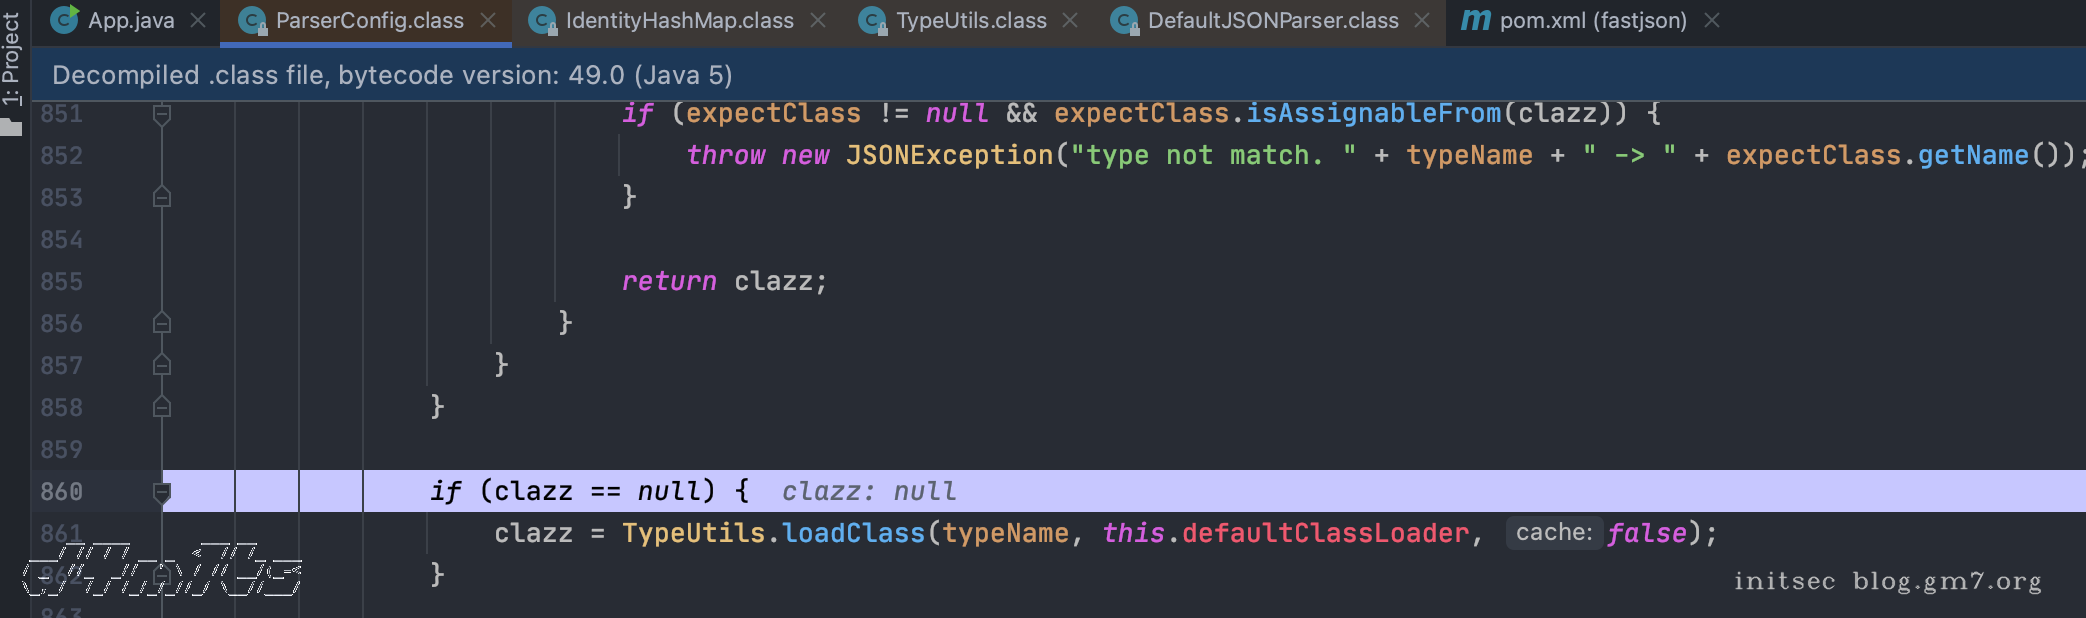 App.java ParserConfig.class IdentityHashMap.class TypeUtils.class DefaultJSONParser.class pom.xml (fastjson)
1: Project
Decompiled .class file, bytecode version: 49.0 (Java 5)
851 if (expectClass != null && expectClass.isAssignableFrom(clazz)) {
852 throw new JSONException("type not match. " + typeName + " -> " + expectClass.getName());
853 }
854
855 return clazz;
856 }
857 }
858 }
859
860 if (clazz == null) { clazz: null
861 clazz = TypeUtils.loadClass(typeName, this.defaultClassLoader, cache: false);
862 }
863
initsec blog.gm7.org